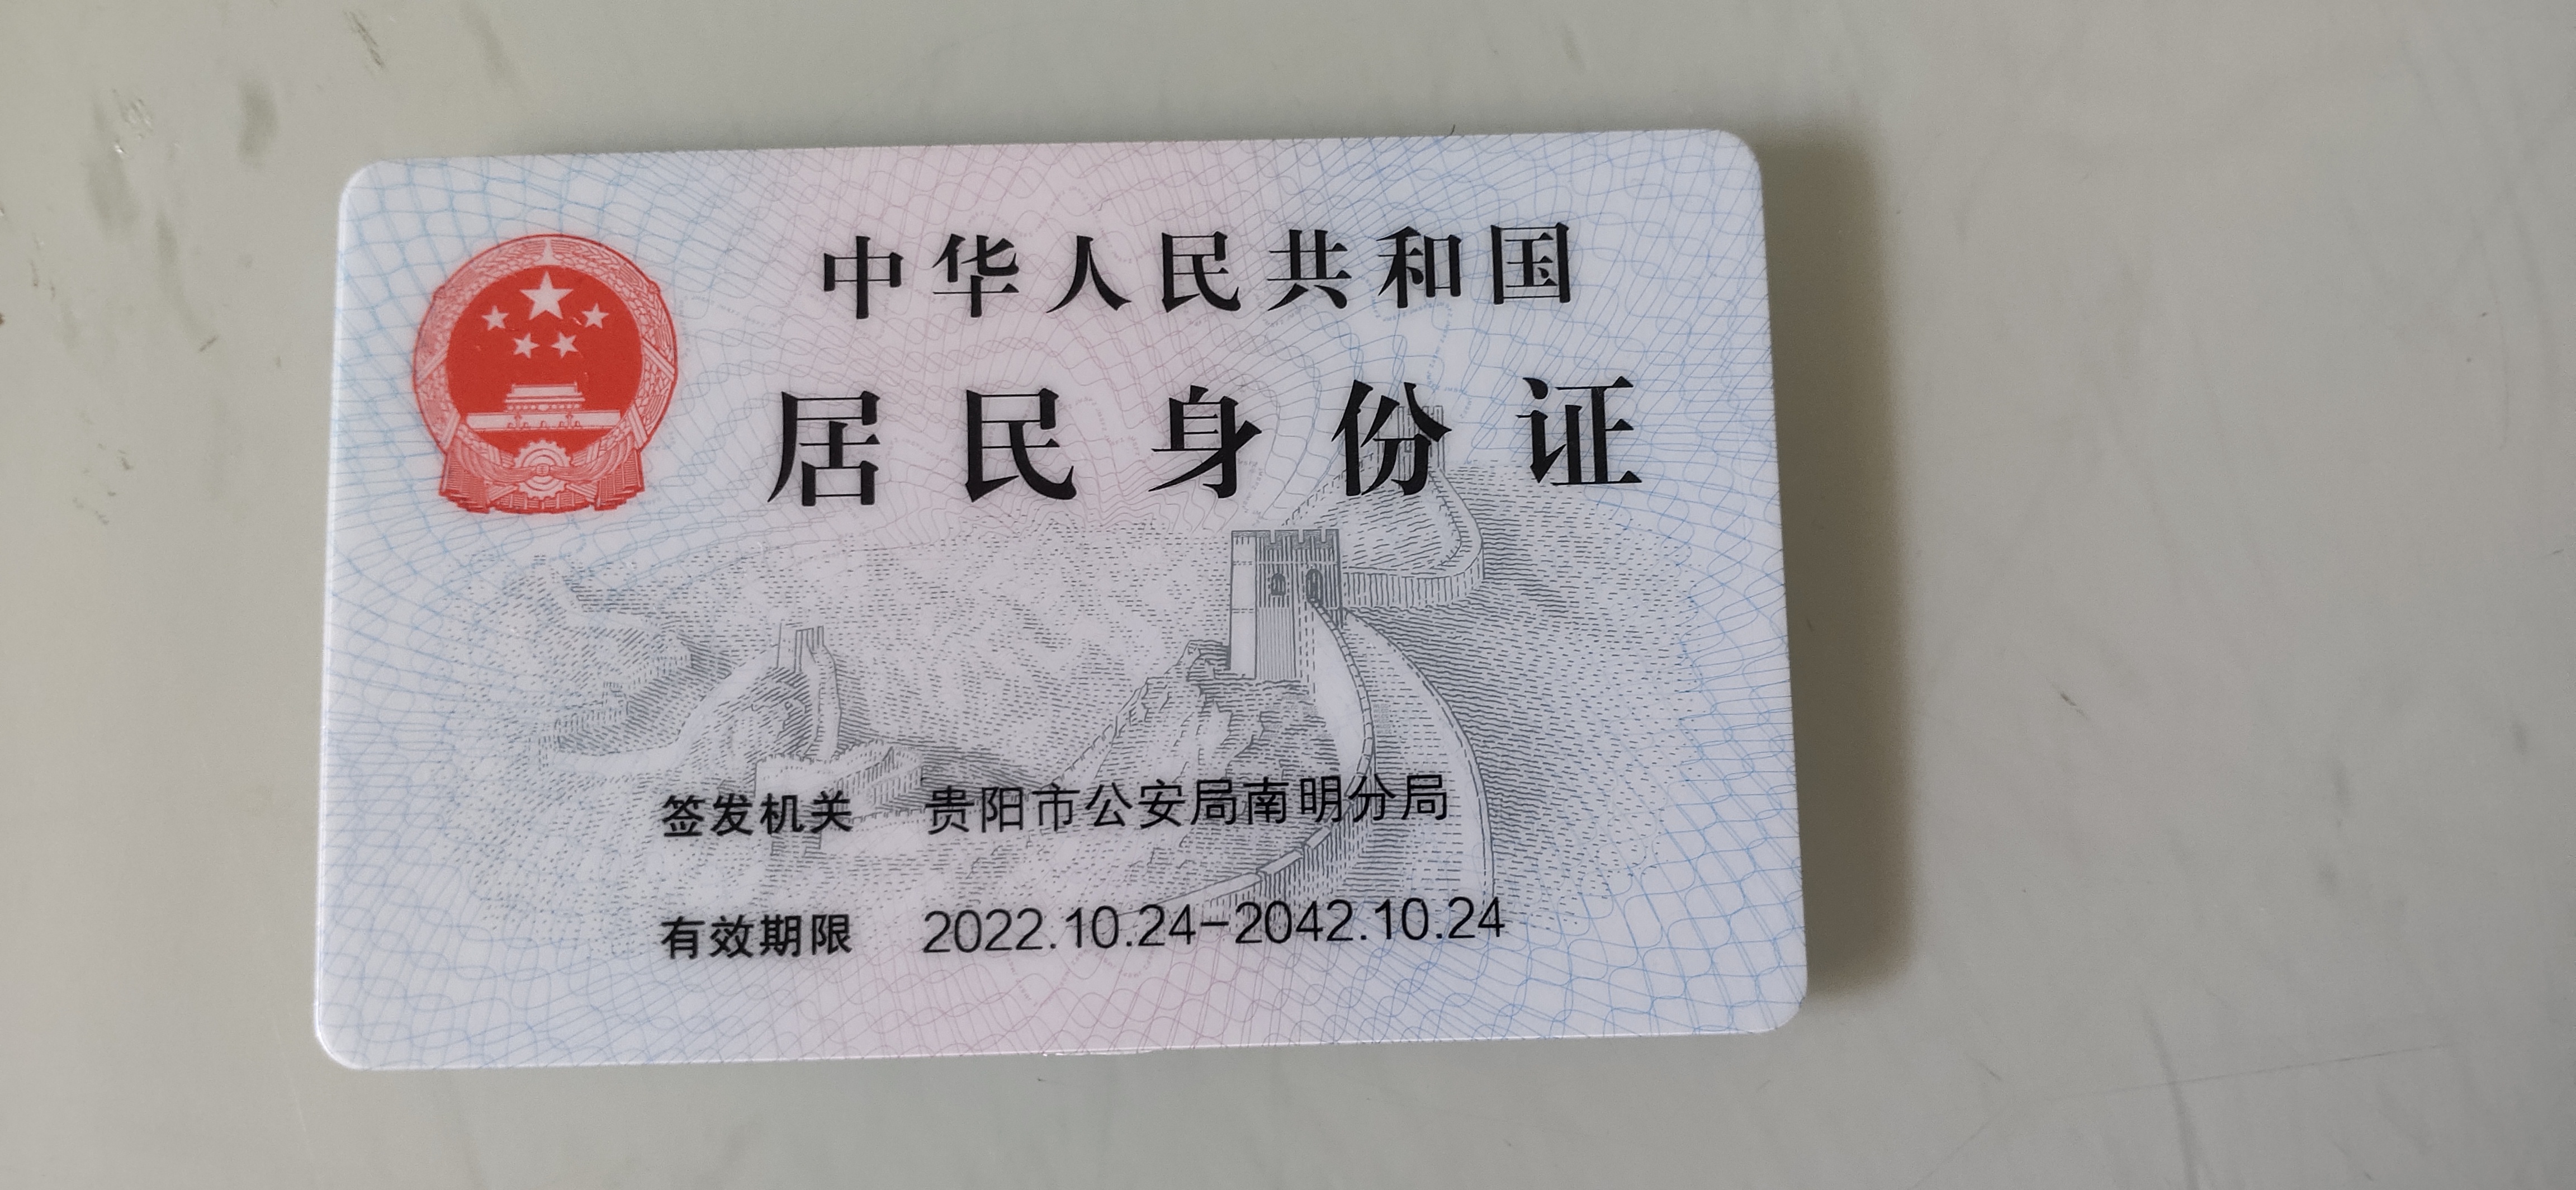 中华人民共和国
居民身份证
签发机关 贵阳市公安局南明分局
有效期限 2022.10.24-2042.10.24